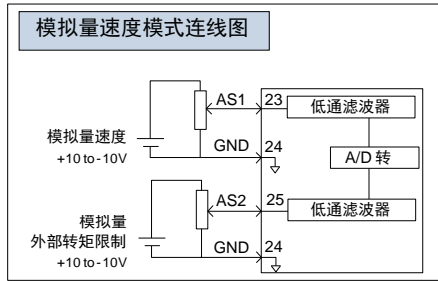 模拟量速度模式连线图
AS1
23
低通滤波器
模拟量速度
+10 to -10V
GND
24
A/D 转
AS2
25
低通滤波器
模拟量
外部转矩限制
+10 to -10V
GND
24